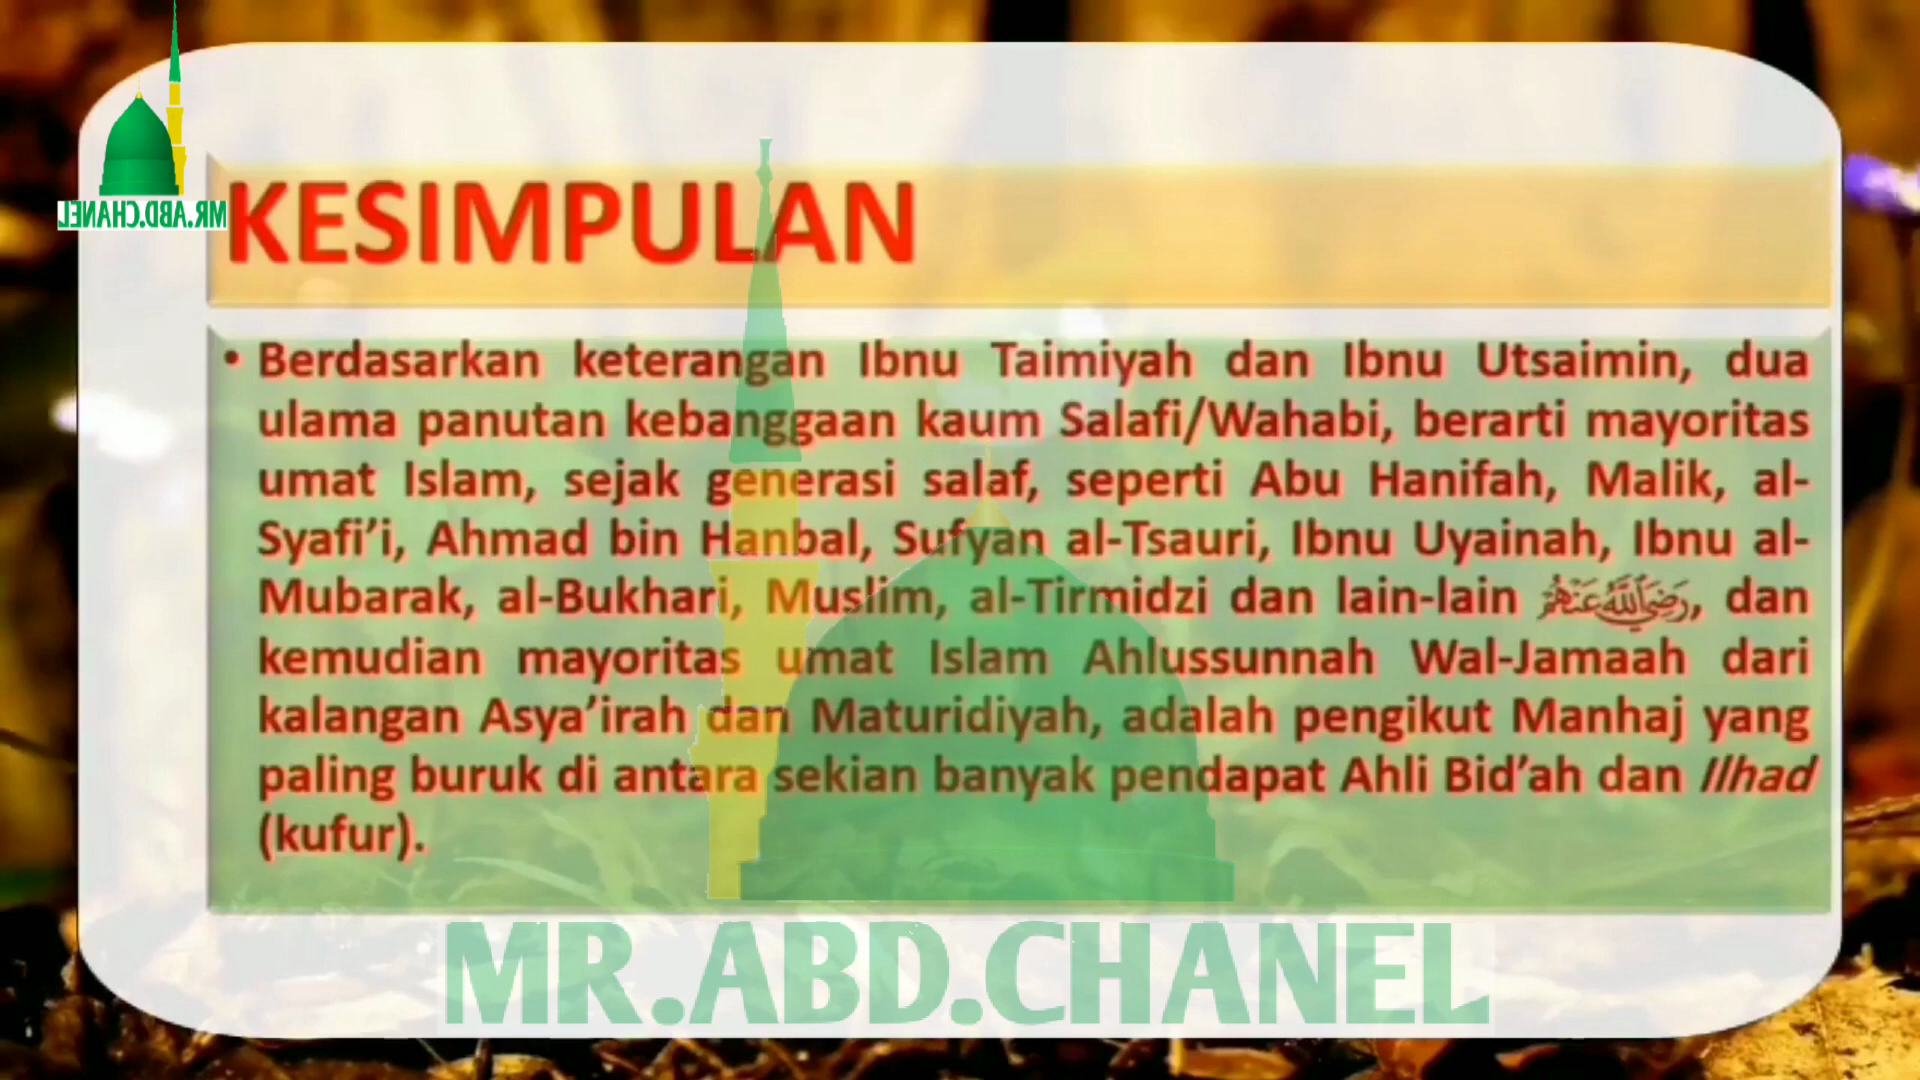 MR.ABD.CHANEL
KESIMPULAN
• Berdasarkan keterangan Ibnu Taimiyah dan Ibnu Utsaimin, dua
ulama panutan kebanggaan kaum Salafi/Wahabi, berarti mayoritas
umat Islam, sejak generasi salaf, seperti Abu Hanifah, Malik, al-
Syafi’i, Ahmad bin Hanbal, Sufyan al-Tsauri, Ibnu Uyainah, Ibnu al-
Mubarak, al-Bukhari, Muslim, al-Tirmidzi dan lain-lain رَضِيَ اللَّهُ عَنْهُمْ, dan
kemudian mayoritas umat Islam Ahlussunnah Wal-Jamaah dari
kalangan Asya’irah dan Maturidiyah, adalah pengikut Manhaj yang
paling buruk di antara sekian banyak pendapat Ahli Bid’ah dan Ilhad
(kufur).
MR.ABD.CHANEL